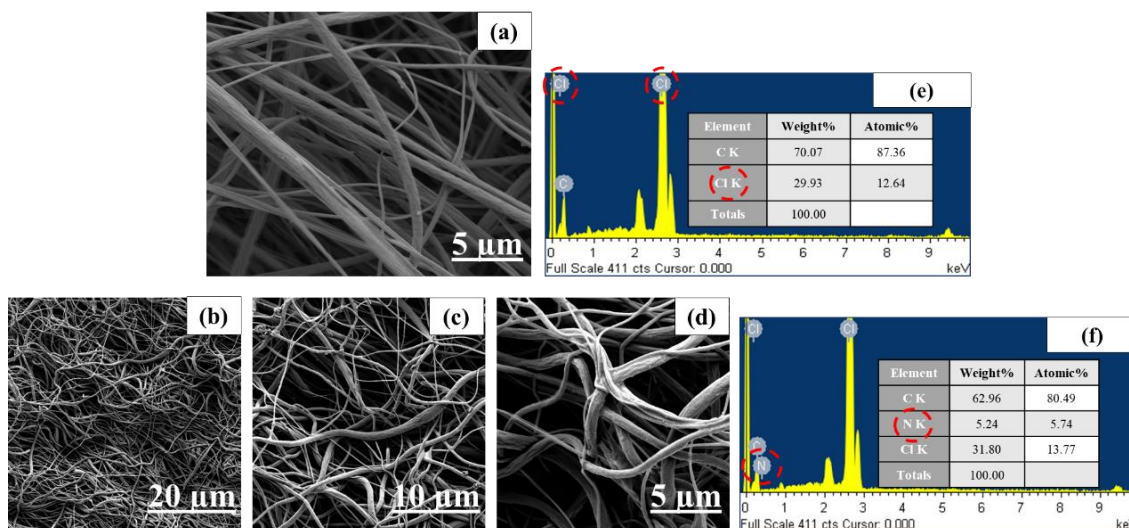 (a)
5 µm
(e)
Cl
Cl
C
Element Weight% Atomic%
C K 70.07 87.36
Cl K 29.93 12.64
Totals 100.00
0 1 2 3 4 5 6 7 8 9
Full Scale 411 cts Cursor: 0.000 keV
(b)
20 µm
(c)
10 µm
(d)
5 µm
(f)
Cl
Cl
C
N
Element Weight% Atomic%
C K 62.96 80.49
N K 5.24 5.74
Cl K 31.80 13.77
Totals 100.00
0 1 2 3 4 5 6 7 8 9
Full Scale 411 cts Cursor: 0.000 keV